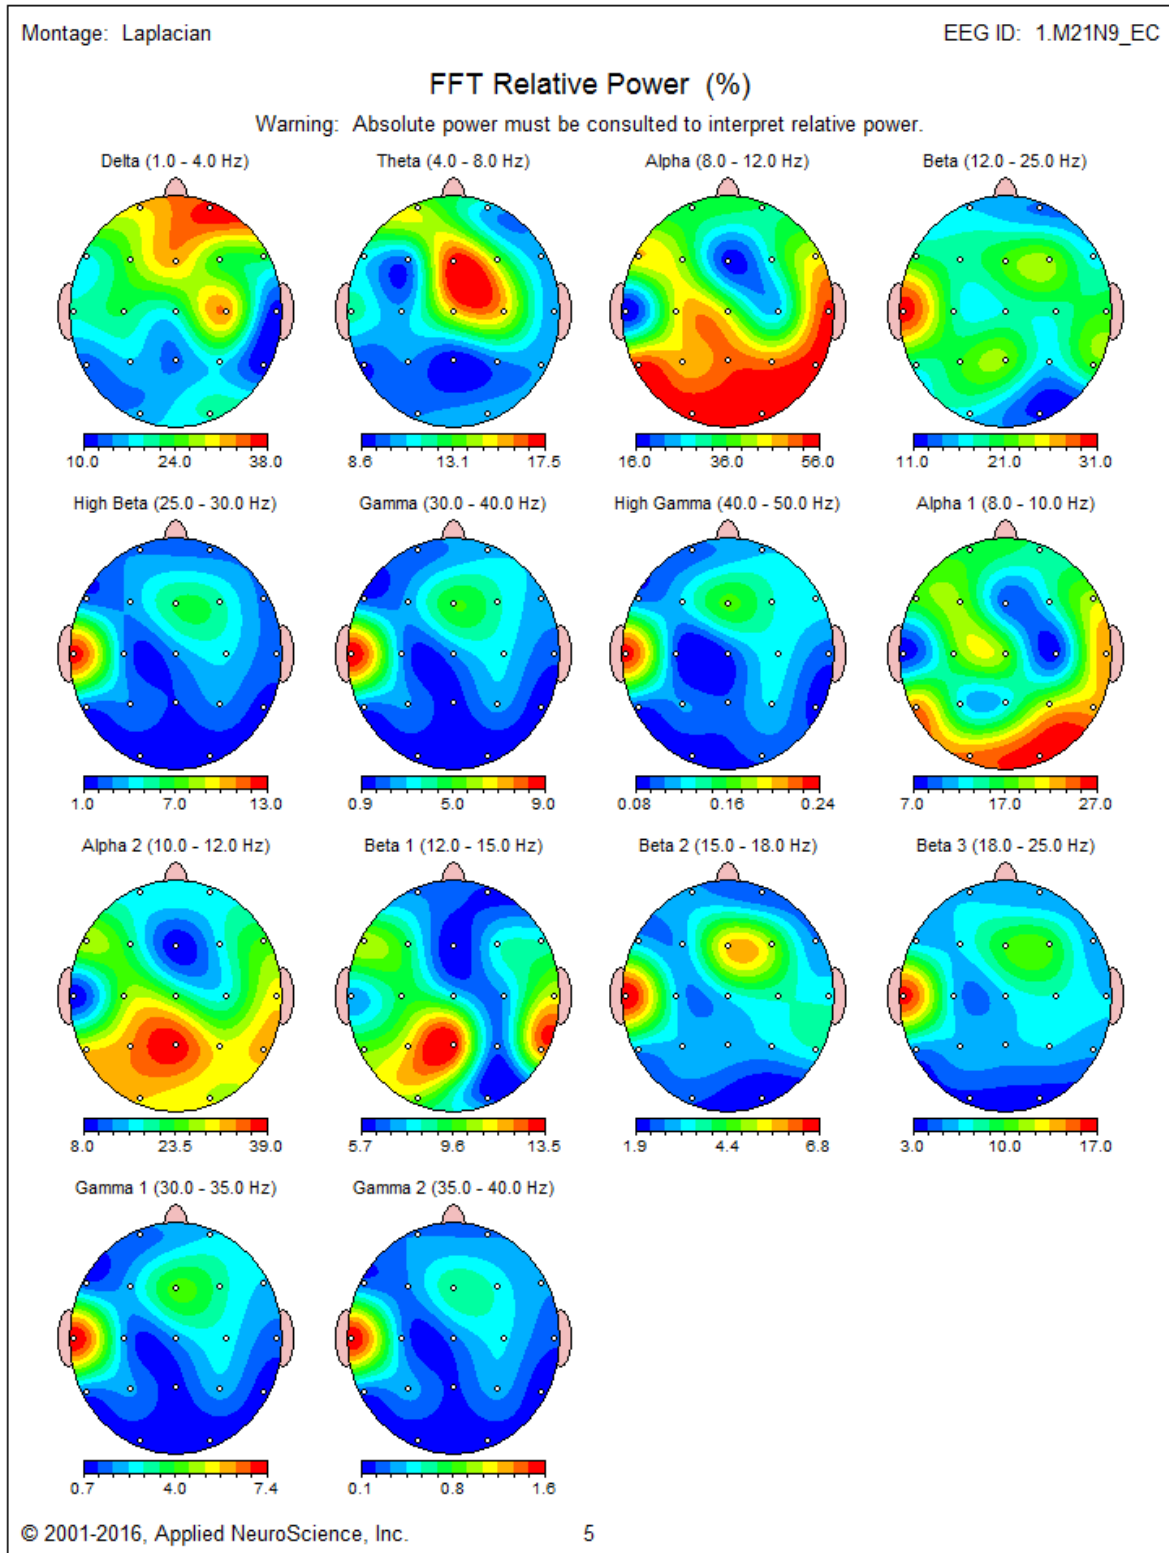 Montage: Laplacian EEG ID: 1.M21N9_EC
FFT Relative Power (%)
Warning: Absolute power must be consulted to interpret relative power.
Delta (1.0 - 4.0 Hz) Theta (4.0 - 8.0 Hz) Alpha (8.0 - 12.0 Hz) Beta (12.0 - 25.0 Hz)
10.0 24.0 38.0 8.6 13.1 17.5 16.0 36.0 56.0 11.0 21.0 31.0
High Beta (25.0 - 30.0 Hz) Gamma (30.0 - 40.0 Hz) High Gamma (40.0 - 50.0 Hz) Alpha 1 (8.0 - 10.0 Hz)
1.0 7.0 13.0 0.9 5.0 9.0 0.08 0.16 0.24 7.0 17.0 27.0
Alpha 2 (10.0 - 12.0 Hz) Beta 1 (12.0 - 15.0 Hz) Beta 2 (15.0 - 18.0 Hz) Beta 3 (18.0 - 25.0 Hz)
8.0 23.5 39.0 5.7 9.6 13.5 1.9 4.4 6.8 3.0 10.0 17.0
Gamma 1 (30.0 - 35.0 Hz) Gamma 2 (35.0 - 40.0 Hz)
0.7 4.0 7.4 0.1 0.8 1.6
© 2001-2016, Applied NeuroScience, Inc. 5